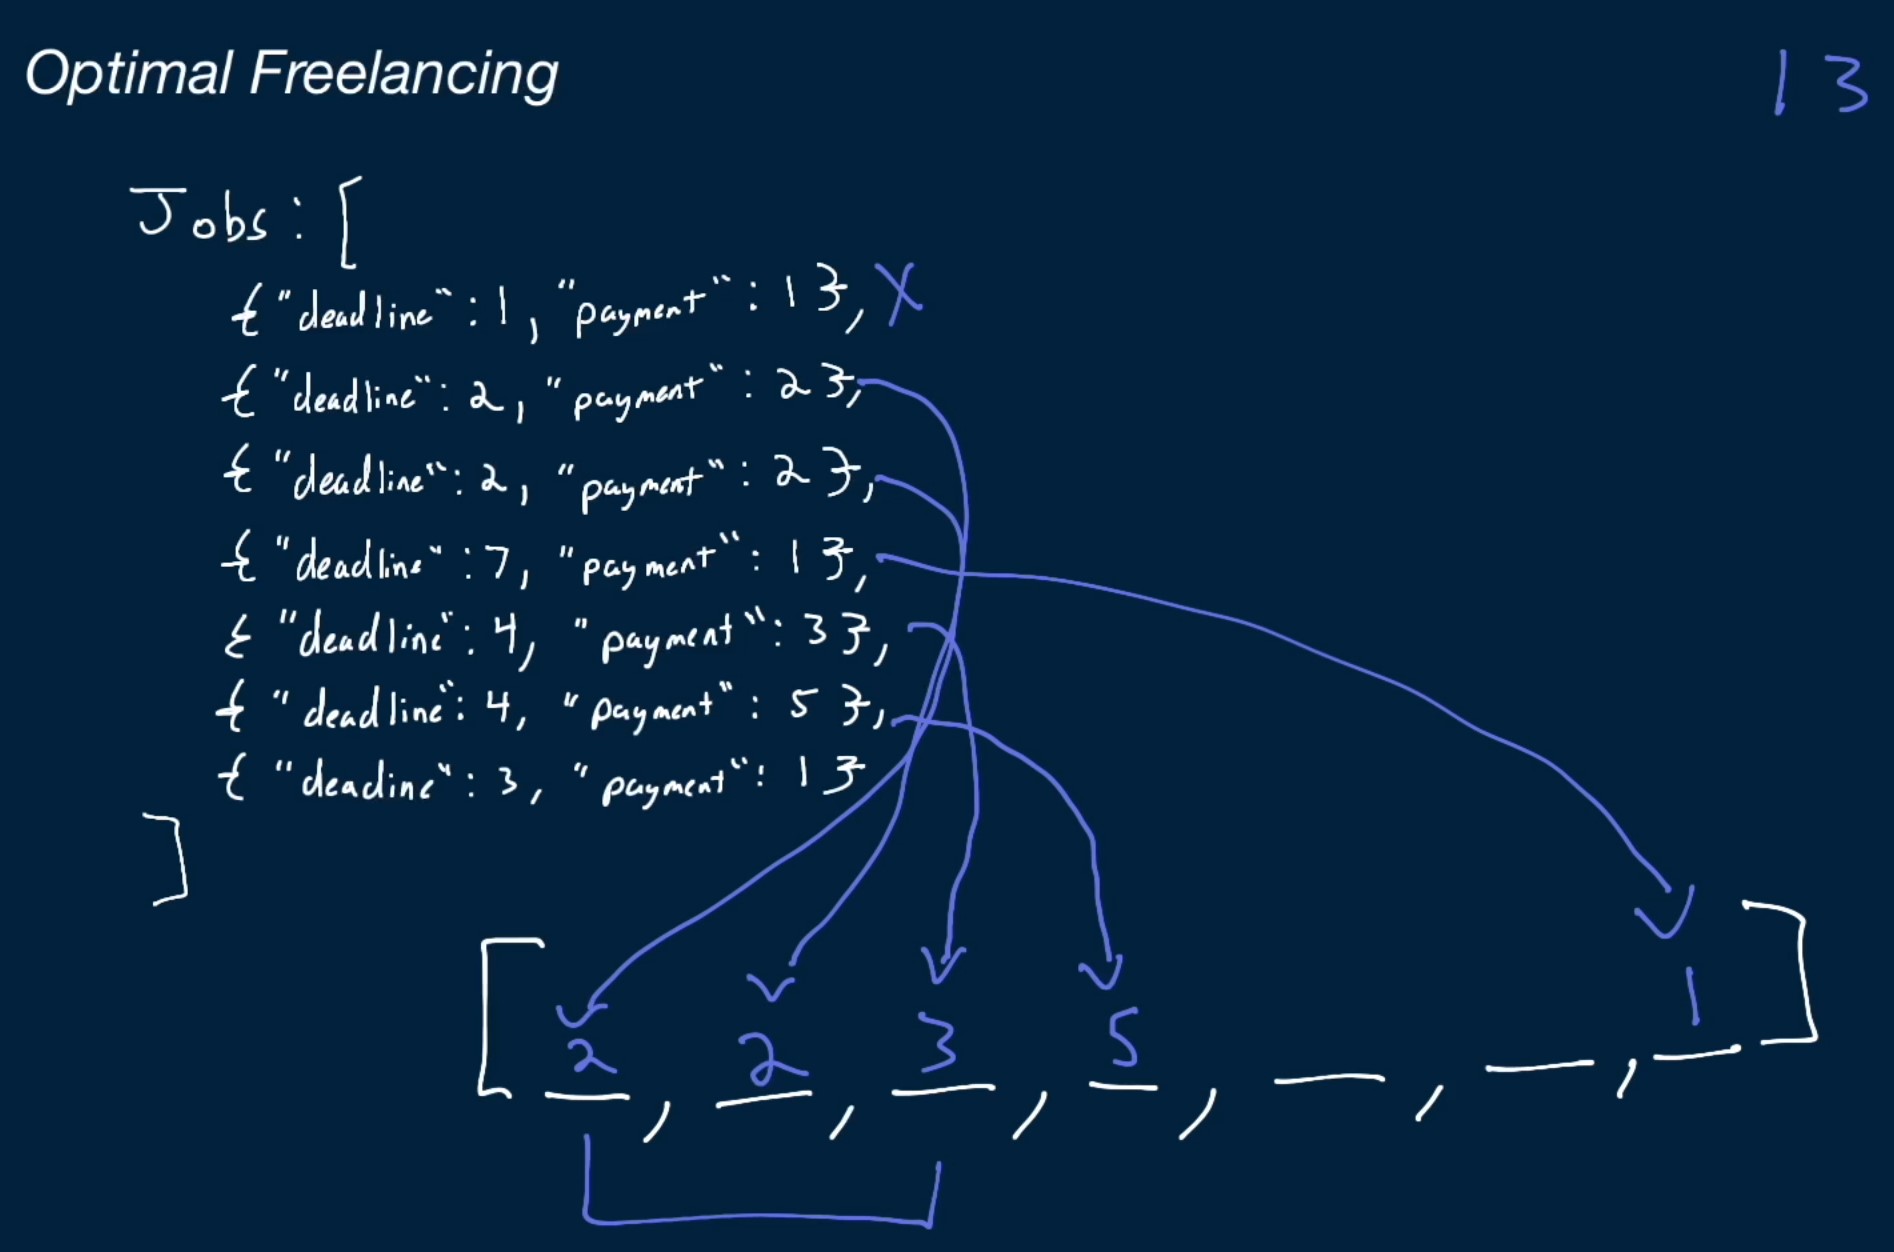 Optimal Freelancing
13
Jobs: [
{"deadline": 1, "payment": 1},X
{"deadline": 2, "payment": 2},
{"deadline": 2, "payment": 2},
{"deadline": 7, "payment": 1},
{"deadline": 4, "payment": 3},
{"deadline": 4, "payment": 5},
{"deadine": 3, "payment": 1}
]
[2, 2, 3, 5, _, _, 1]